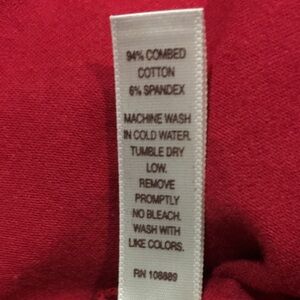 94% COMBED
COTTON
6% SPANDEX
MACHINE WASH
IN COLD WATER.
TUMBLE DRY
LOW.
REMOVE
PROMPTLY
NO BLEACH.
WASH WITH
LIKE COLORS.
RN 108889